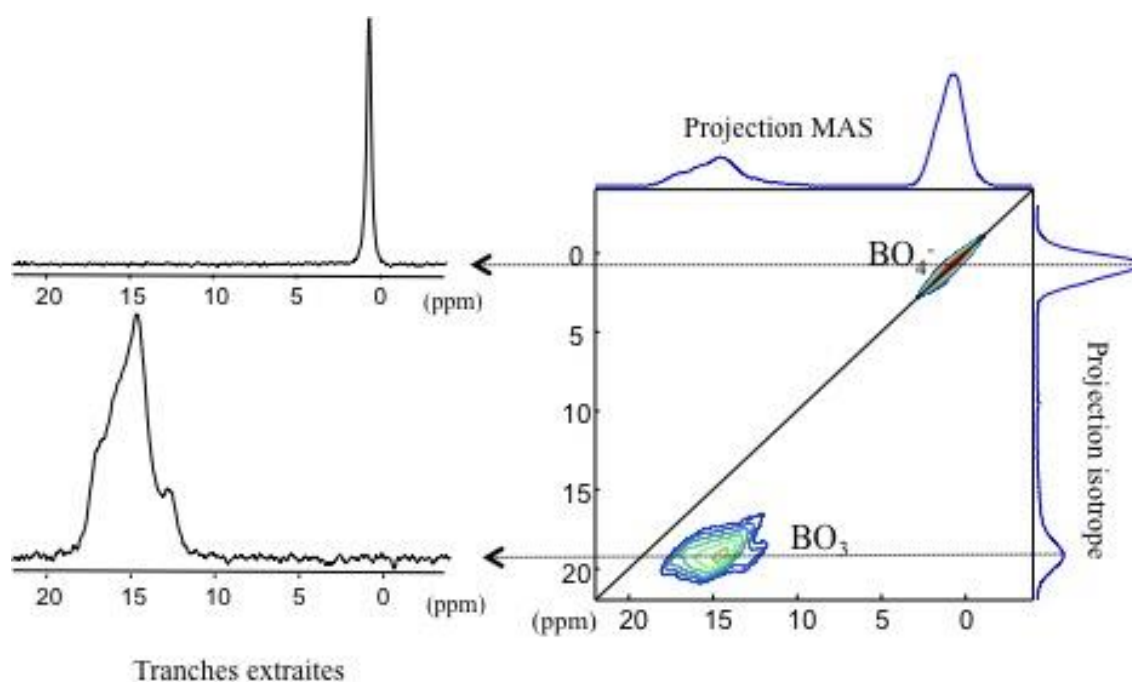 Projection MAS
BO₄⁻
0
5
10
15
20
BO₃
(ppm) 20 15 10 5 0
Projection isotrope
20 15 10 5 0 (ppm)
20 15 10 5 0 (ppm)
Tranches extraites